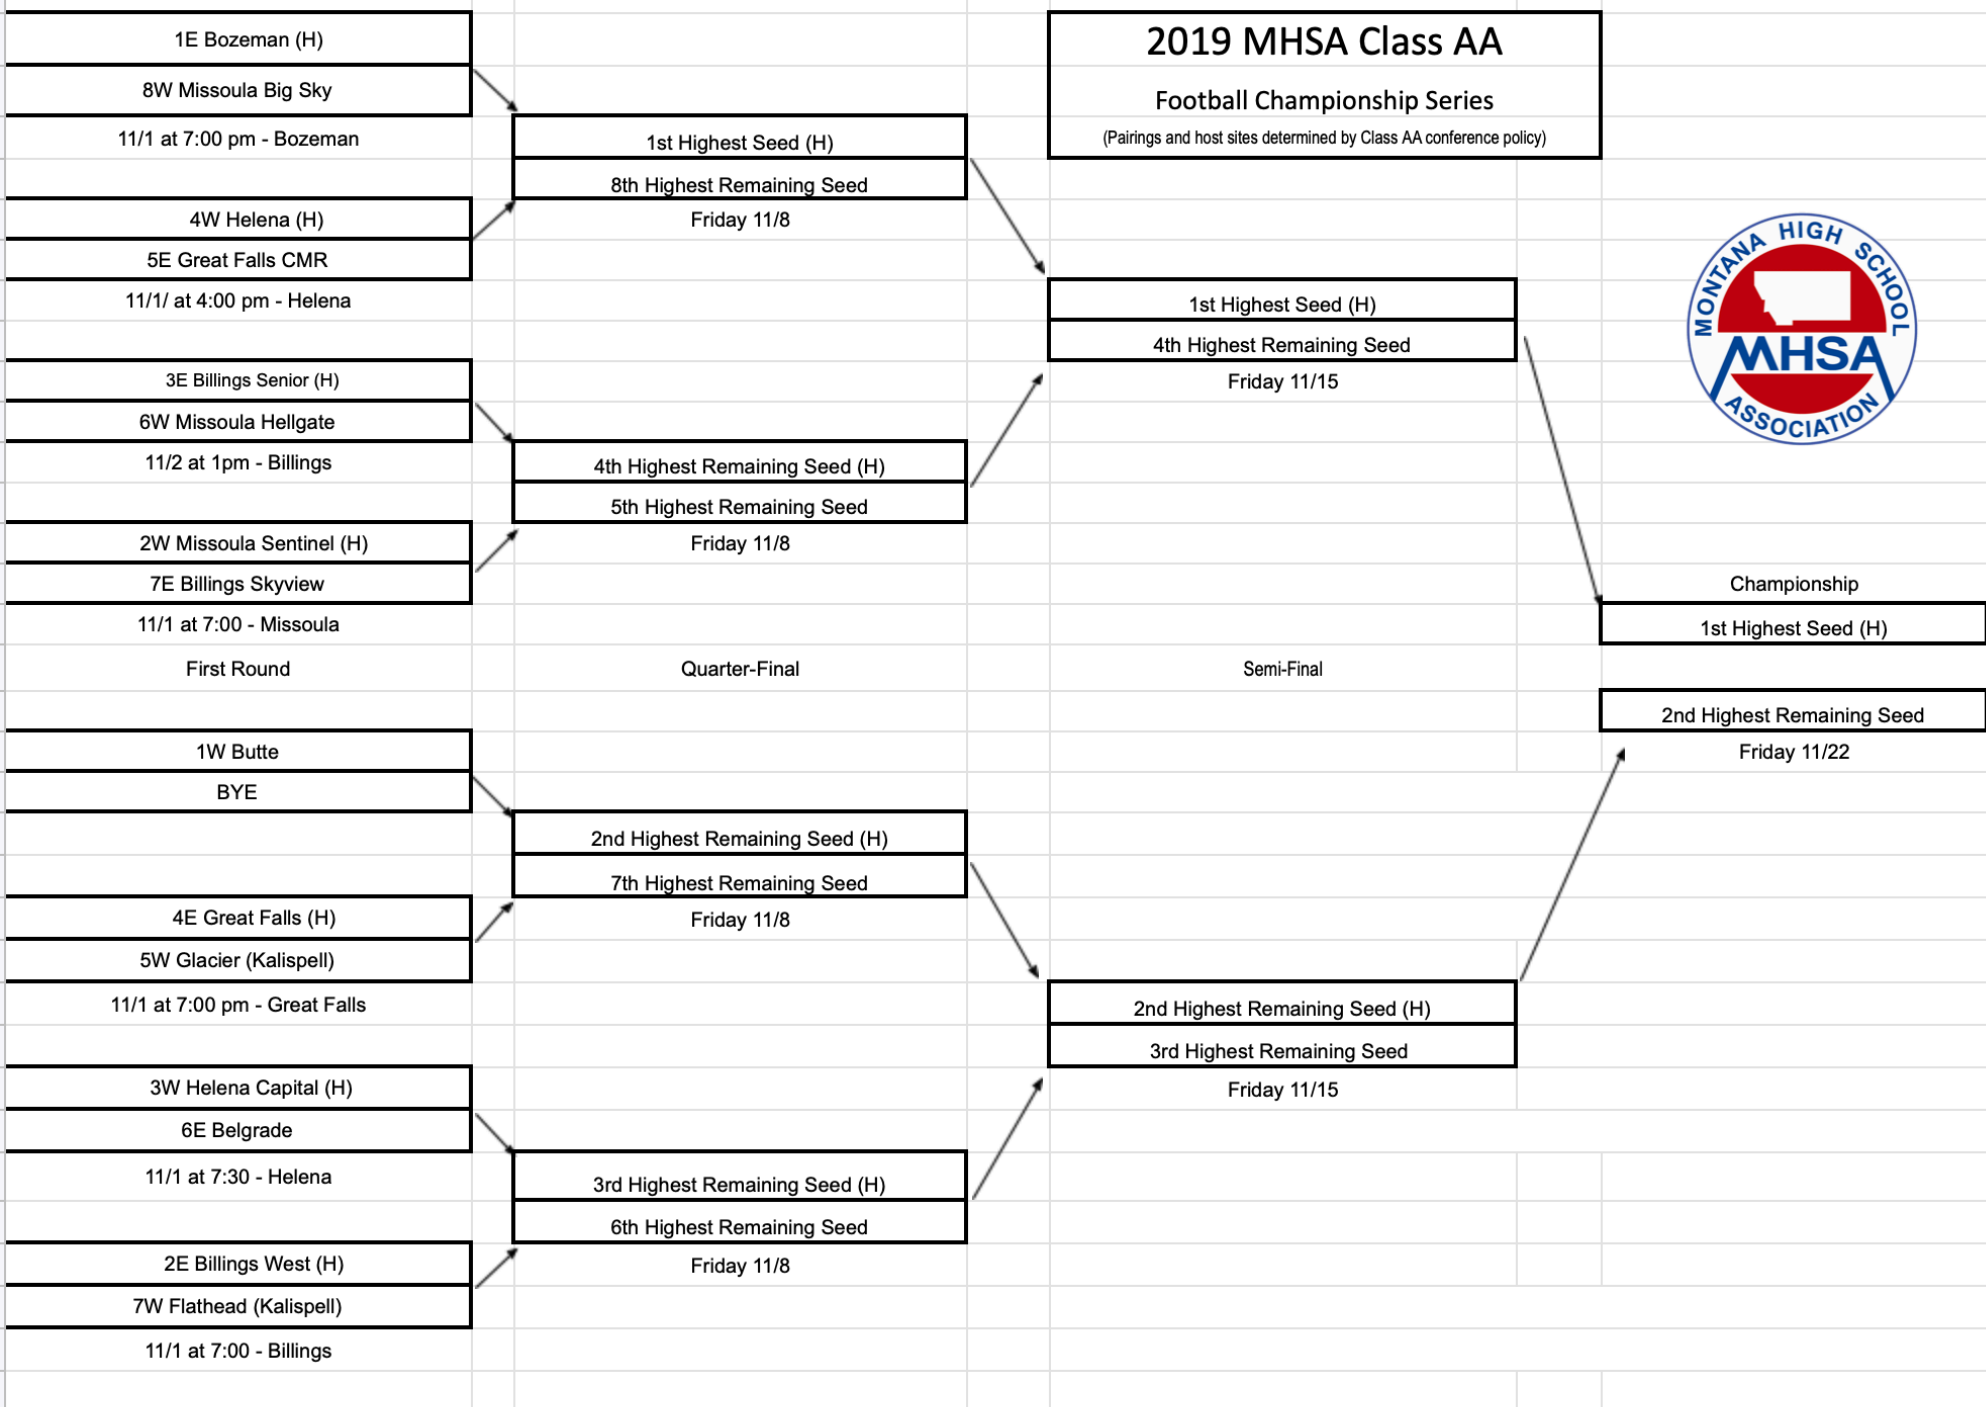 1E Bozeman (H)
8W Missoula Big Sky
11/1 at 7:00 pm - Bozeman
4W Helena (H)
5E Great Falls CMR
11/1/ at 4:00 pm - Helena
3E Billings Senior (H)
6W Missoula Hellgate
11/2 at 1pm - Billings
2W Missoula Sentinel (H)
7E Billings Skyview
11/1 at 7:00 - Missoula
First Round
1W Butte
BYE
4E Great Falls (H)
5W Glacier (Kalispell)
11/1 at 7:00 pm - Great Falls
3W Helena Capital (H)
6E Belgrade
11/1 at 7:30 - Helena
2E Billings West (H)
7W Flathead (Kalispell)
11/1 at 7:00 - Billings
1st Highest Seed (H)
8th Highest Remaining Seed
Friday 11/8
4th Highest Remaining Seed (H)
5th Highest Remaining Seed
Friday 11/8
Quarter-Final
2nd Highest Remaining Seed (H)
7th Highest Remaining Seed
Friday 11/8
3rd Highest Remaining Seed (H)
6th Highest Remaining Seed
Friday 11/8
2019 MHSA Class AA
Football Championship Series
(Pairings and host sites determined by Class AA conference policy)
1st Highest Seed (H)
4th Highest Remaining Seed
Friday 11/15
Semi-Final
2nd Highest Remaining Seed (H)
3rd Highest Remaining Seed
Friday 11/15
MONTANA HIGH SCHOOL
MHSA
ASSOCIATION
Championship
1st Highest Seed (H)
2nd Highest Remaining Seed
Friday 11/22